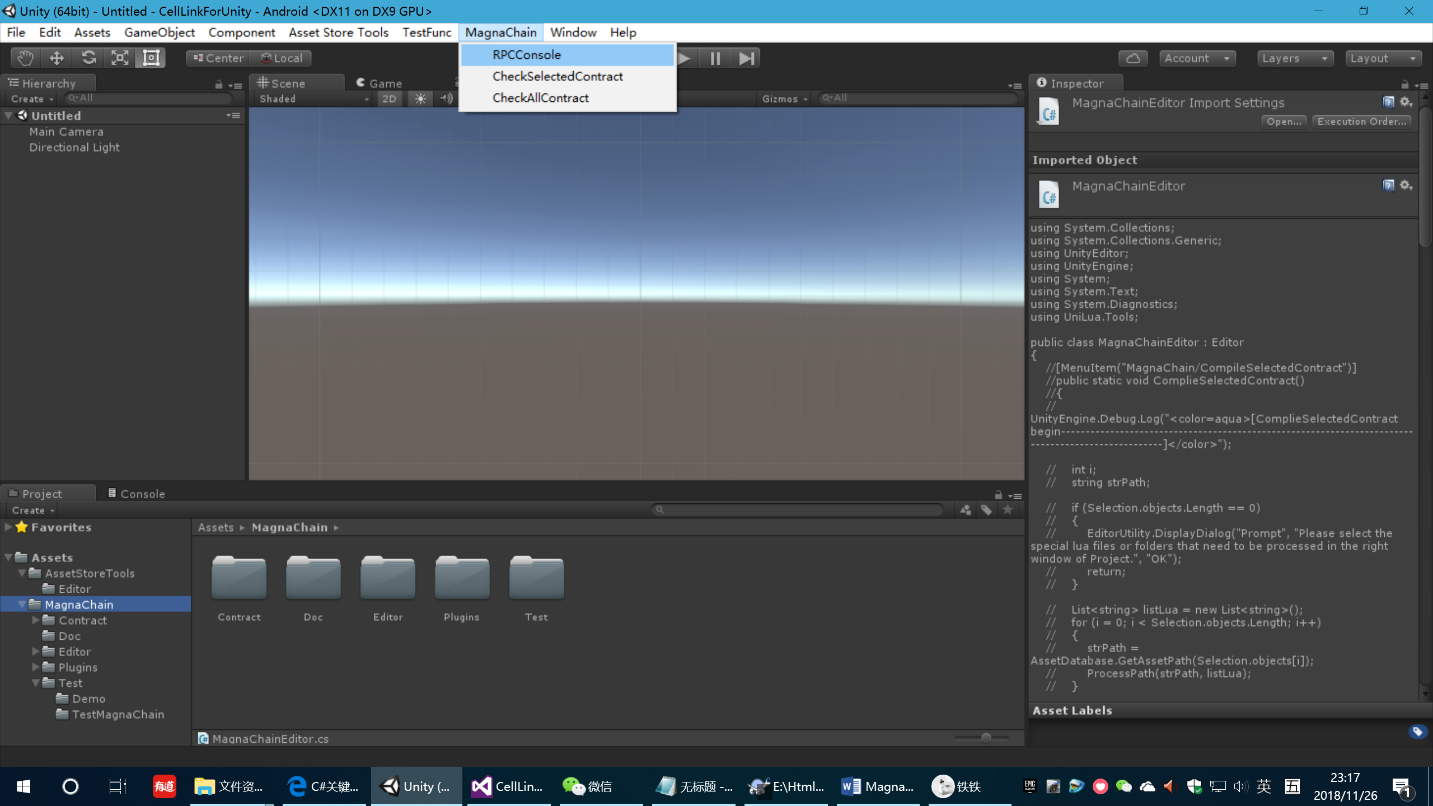 Unity (64bit) - Untitled - CellLinkForUnity - Android <DX11 on DX9 GPU>
File Edit Assets GameObject Component Asset Store Tools TestFunc MagnaChain Window Help
RPCConsole
CheckSelectedContract
CheckAllContract
Center Local
Account Layers Layout
Hierarchy
Create All
Untitled
Main Camera
Directional Light
Scene Game
Shaded 2D Gizmos All
Inspector
MagnaChainEditor Import Settings
Open... Execution Order...
Imported Object
MagnaChainEditor
using System.Collections;
using System.Collections.Generic;
using UnityEditor;
using UnityEngine;
using System;
using System.Text;
using System.Diagnostics;
using UniLua.Tools;
public class MagnaChainEditor : Editor
{
//[MenuItem("MagnaChain/CompileSelectedContract")]
//public static void ComplieSelectedContract()
//{
//
UnityEngine.Debug.Log("<color=aqua>[ComplieSelectedContract
begin--------------------------------------------------------------------------
---------------------------]</color>");
// int i;
// string strPath;
// if (Selection.objects.Length == 0)
// {
// EditorUtility.DisplayDialog("Prompt", "Please select the
special lua files or folders that need to be processed in the right
window of Project.", "OK");
// return;
// }
// List<string> listLua = new List<string>();
// for (i = 0; i < Selection.objects.Length; i++)
// {
// strPath =
AssetDatabase.GetAssetPath(Selection.objects[i]);
// ProcessPath(strPath, listLua);
// }
Asset Labels
Project Console
Create
Favorites
Assets
AssetStoreTools
Editor
MagnaChain
Contract
Doc
Editor
Plugins
Test
Demo
TestMagnaChain
Assets MagnaChain
Contract Doc Editor Plugins Test
MagnaChainEditor.cs
有道 文件资... C#关键... Unity (... CellLin... 微信 无标题 -... E:\Html... Magna... 铁铁
英
23:17
2018/11/26
1